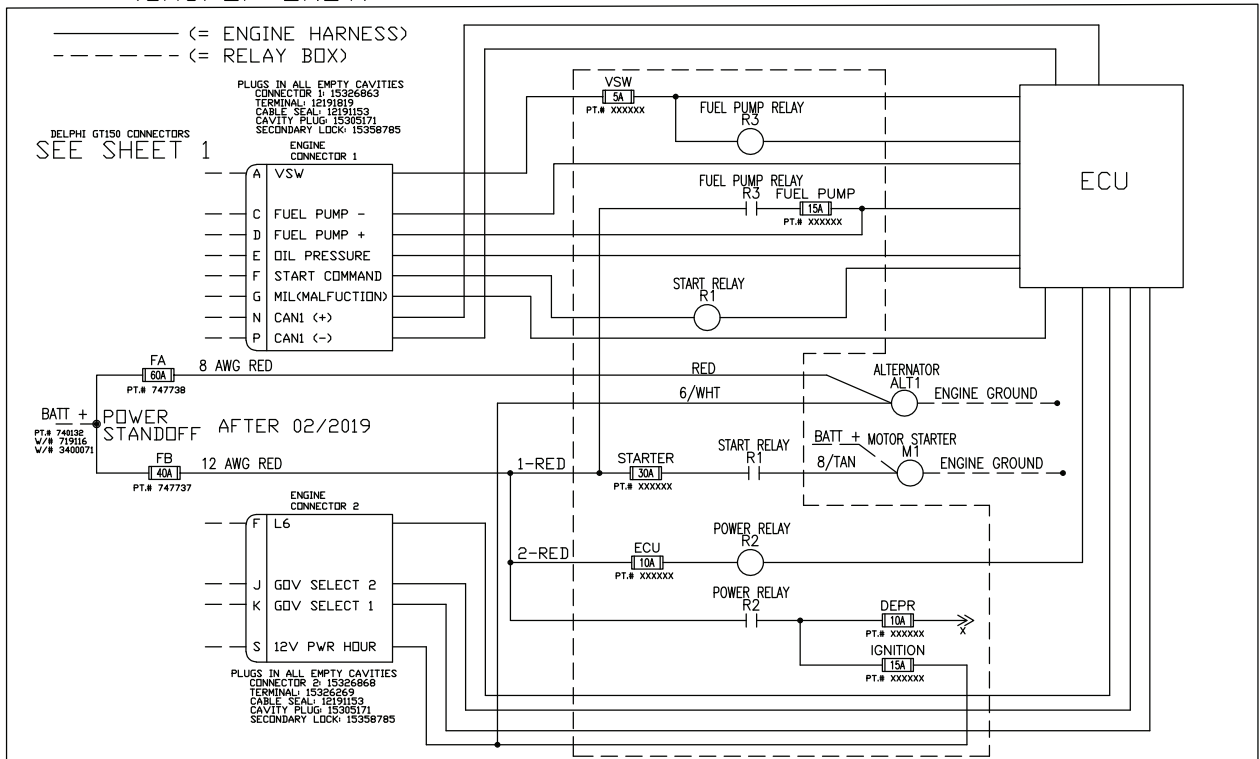 (= ENGINE HARNESS)
(= RELAY BOX)
PLUGS IN ALL EMPTY CAVITIES
CONNECTOR 1: 15326863
TERMINAL: 12191819
CABLE SEAL: 12191153
CAVITY PLUG: 15305171
SECONDARY LOCK: 15358785
DELPHI GT150 CONNECTORS
SEE SHEET 1
ENGINE
CONNECTOR 1
A VSW
C FUEL PUMP -
D FUEL PUMP +
E OIL PRESSURE
F START COMMAND
G MIL(MALFUCTION)
N CAN1 (+)
P CAN1 (-)
VSW
5A
PT.# XXXXXX
FUEL PUMP RELAY
R3
FUEL PUMP RELAY
R3
FUEL PUMP
15A
PT.# XXXXXX
START RELAY
R1
ECU
FA
60A
PT.# 747738
8 AWG RED
RED
6/WHT
ALTERNATOR
ALT1
ENGINE GROUND
BATT +
PT.# 740132
W/# 719116
W/# 3400071
POWER
STANDOFF AFTER 02/2019
FB
40A
PT.# 747737
12 AWG RED
1-RED
STARTER
30A
PT.# XXXXXX
START RELAY
R1
BATT +
8/TAN
MOTOR STARTER
M1
ENGINE GROUND
ENGINE
CONNECTOR 2
F L6
J GOV SELECT 2
K GOV SELECT 1
S 12V PWR HOUR
2-RED
ECU
10A
PT.# XXXXXX
POWER RELAY
R2
POWER RELAY
R2
DEPR
10A
PT.# XXXXXX
X
IGNITION
15A
PT.# XXXXXX
PLUGS IN ALL EMPTY CAVITIES
CONNECTOR 2: 15326868
TERMINAL: 15326269
CABLE SEAL: 12191153
CAVITY PLUG: 15305171
SECONDARY LOCK: 15358785